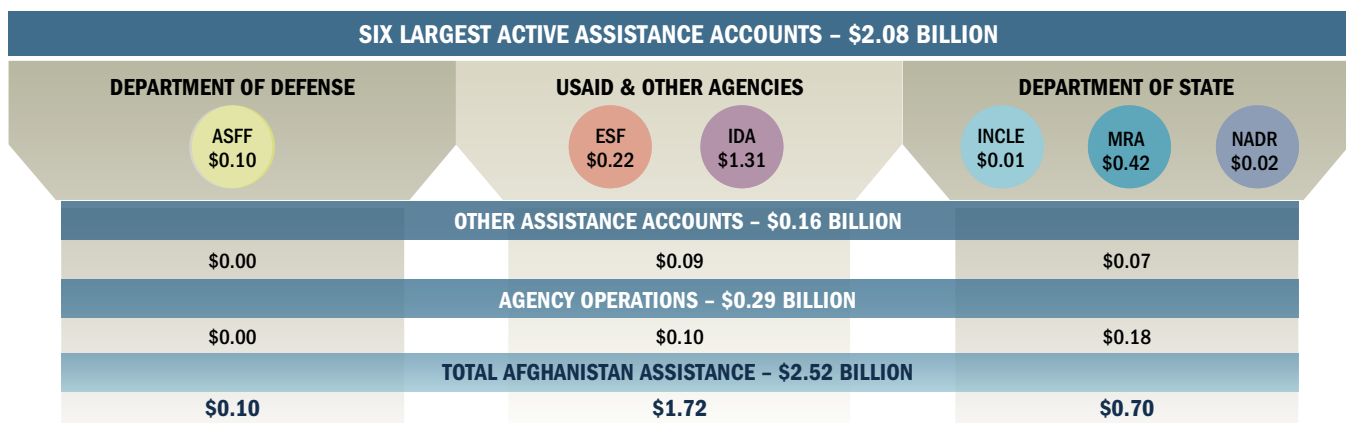 SIX LARGEST ACTIVE ASSISTANCE ACCOUNTS – $2.08 BILLION
DEPARTMENT OF DEFENSE
USAID & OTHER AGENCIES
DEPARTMENT OF STATE
ASFF
$0.10
ESF
$0.22
IDA
$1.31
INCLE
$0.01
MRA
$0.42
NADR
$0.02
OTHER ASSISTANCE ACCOUNTS – $0.16 BILLION
$0.00 $0.09 $0.07
AGENCY OPERATIONS – $0.29 BILLION
$0.00 $0.10 $0.18
TOTAL AFGHANISTAN ASSISTANCE – $2.52 BILLION
$0.10 $1.72 $0.70